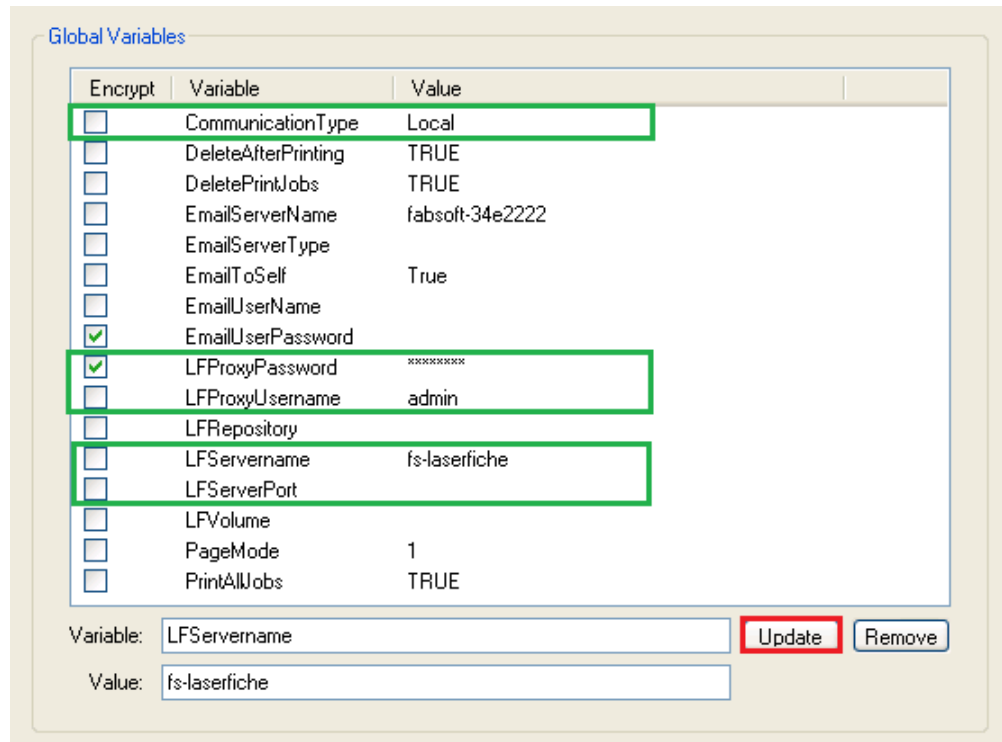 Global Variables
Encrypt Variable Value
CommunicationType Local
DeleteAfterPrinting TRUE
DeletePrintJobs TRUE
EmailServerName fabsoft-34e2222
EmailServerType
EmailToSelf True
EmailUserName
EmailUserPassword
LFProxyPassword ********
LFProxyUsername admin
LFRepository
LFServername fs-laserfiche
LFServerPort
LFVolume
PageMode 1
PrintAllJobs TRUE
Variable: LFServername Update Remove
Value: fs-laserfiche